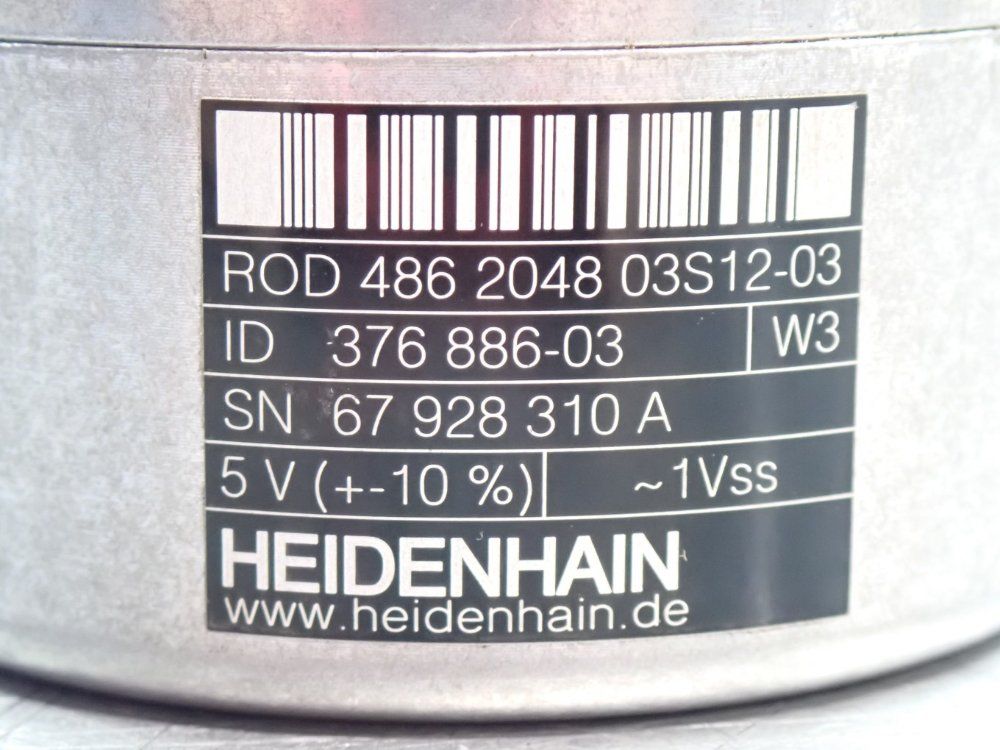 ROD 486 2048 03S12-03
ID 376 886-03 W3
SN 67 928 310 A
5 V (+-10 %) ~1Vss
HEIDENHAIN
www.heidenhain.de